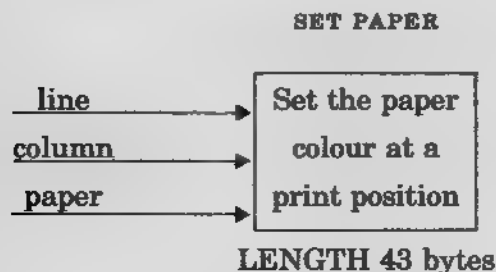 SET PAPER
line
Set the paper
column
colour at a
paper
print position
LENGTH 43 bytes